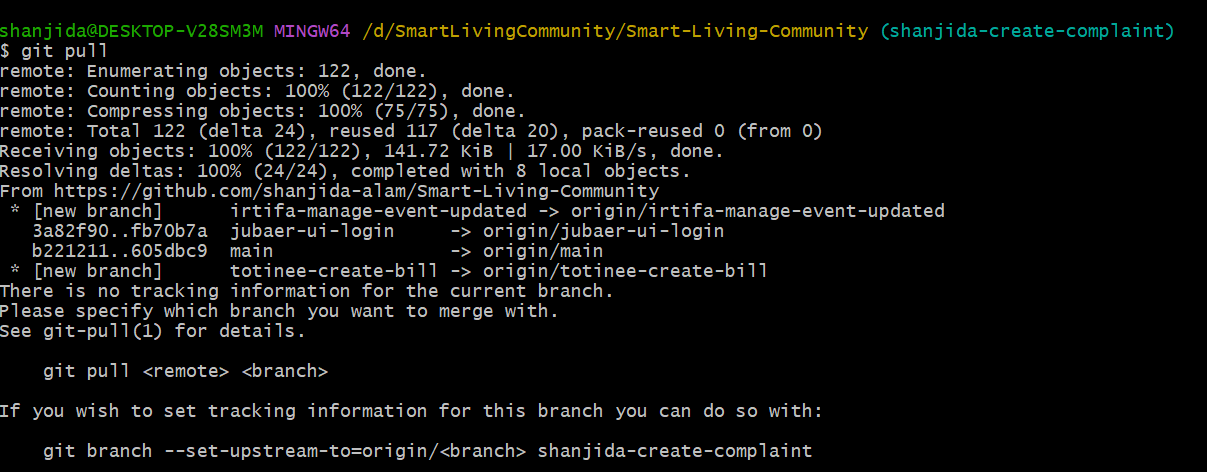 shanjida@DESKTOP-V28SM3M MINGW64 /d/SmartLivingCommunity/Smart-Living-Community (shanjida-create-complaint)
$ git pull
remote: Enumerating objects: 122, done.
remote: Counting objects: 100% (122/122), done.
remote: Compressing objects: 100% (75/75), done.
remote: Total 122 (delta 24), reused 117 (delta 20), pack-reused 0 (from 0)
Receiving objects: 100% (122/122), 141.72 KiB | 17.00 KiB/s, done.
Resolving deltas: 100% (24/24), completed with 8 local objects.
From https://github.com/shanjida-alam/Smart-Living-Community
 * [new branch]      irtifa-manage-event-updated -> origin/irtifa-manage-event-updated
   3a82f90..fb70b7a  jubaer-ui-login     -> origin/jubaer-ui-login
   b221211..605dbc9  main                -> origin/main
 * [new branch]      totinee-create-bill -> origin/totinee-create-bill
There is no tracking information for the current branch.
Please specify which branch you want to merge with.
See git-pull(1) for details.

    git pull <remote> <branch>

If you wish to set tracking information for this branch you can do so with:

    git branch --set-upstream-to=origin/<branch> shanjida-create-complaint